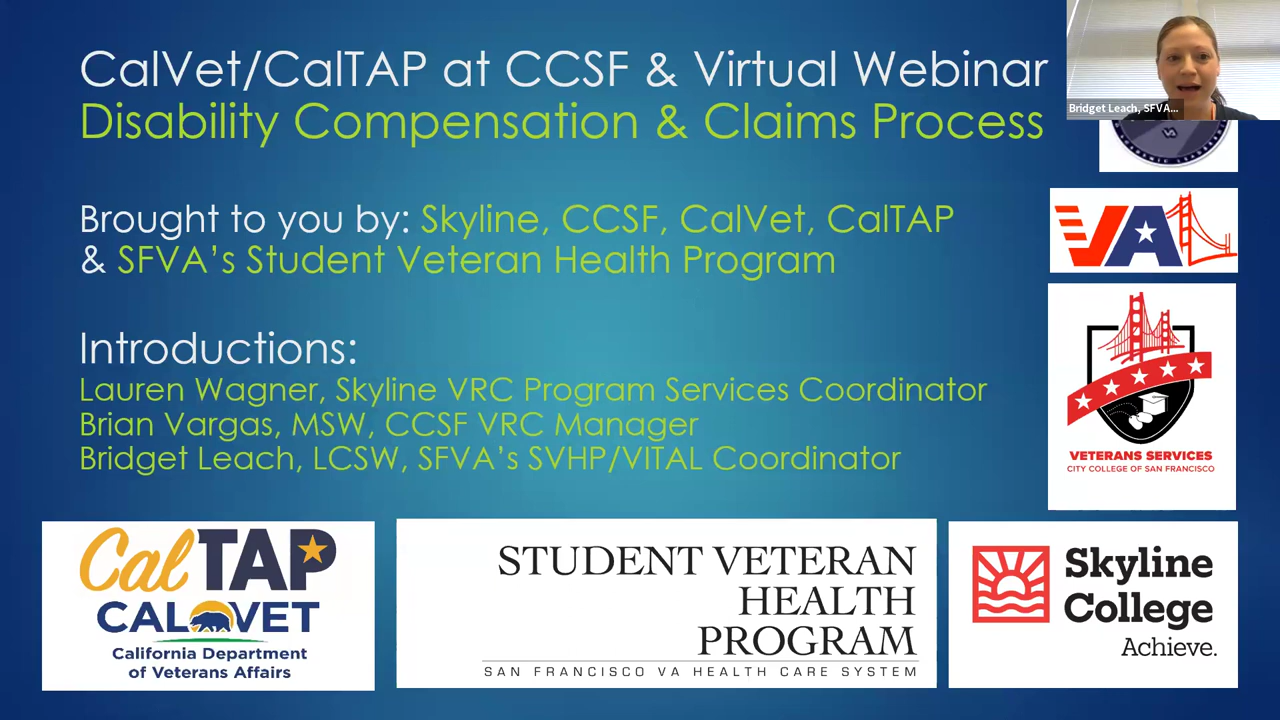 CalVet/CalTAP at CCSF & Virtual Webinar
Disability Compensation & Claims Process
Bridget Leach, SFVA...
Brought to you by: Skyline, CCSF, CalVet, CalTAP
& SFVA's Student Veteran Health Program
VA
Introductions:
Lauren Wagner, Skyline VRC Program Services Coordinator
Brian Vargas, MSW, CCSF VRC Manager
Bridget Leach, LCSW, SFVA's SVHP/VITAL Coordinator
VETERANS SERVICES
CITY COLLEGE OF SAN FRANCISCO
CalTAP
CALVET
California Department
of Veterans Affairs
STUDENT VETERAN
HEALTH
PROGRAM
SAN FRANCISCO VA HEALTH CARE SYSTEM
Skyline
College
Achieve.